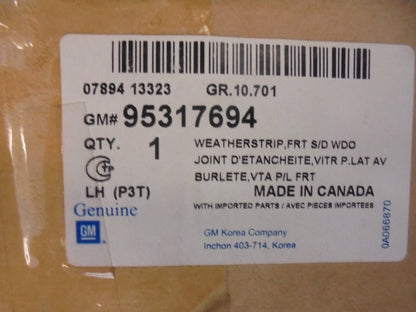 07894 13323 GR.10.701
GM# 95317694
QTY. 1 WEATHERSTRIP,FRT S/D WDO
JOINT D'ETANCHEITE,VITR P.LAT AV
BURLETE,VTA P/L FRT
LH (P3T) MADE IN CANADA
WITH IMPORTED PARTS / AVEC PIECES IMPORTEES
Genuine
GM
GM Korea Company
Inchon 403-714, Korea
0A066870